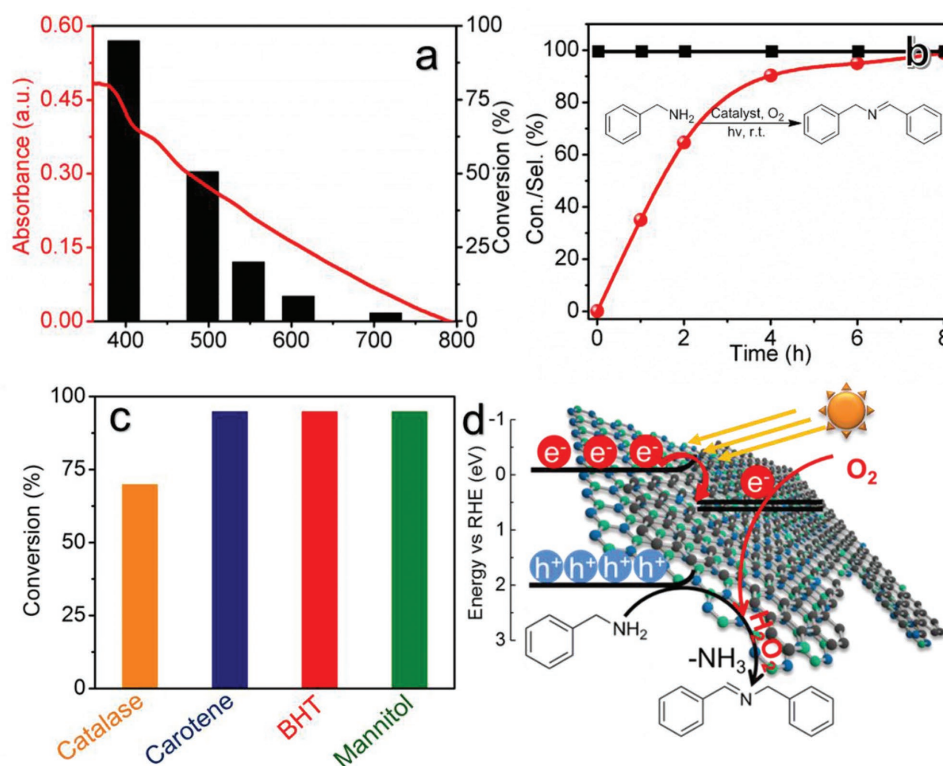 a
0.60
0.45
0.30
0.15
0.00
Absorbance (a.u.)
100
75
50
25
0
Conversion (%)
400 500 600 700 800
b
100
80
60
40
20
0
Con./Sel. (%)
NH2
Catalyst, O2
hv, r.t.
N
0 2 4 6 8
Time (h)
c
100
75
50
25
0
Conversion (%)
Catalase
Carotene
BHT
Mannitol
d
-1
0
1
2
3
Energy vs RHE (eV)
e- e- e-
e-
O2
h+ h+ h+ h+
NH2
H2O2
-NH3
N